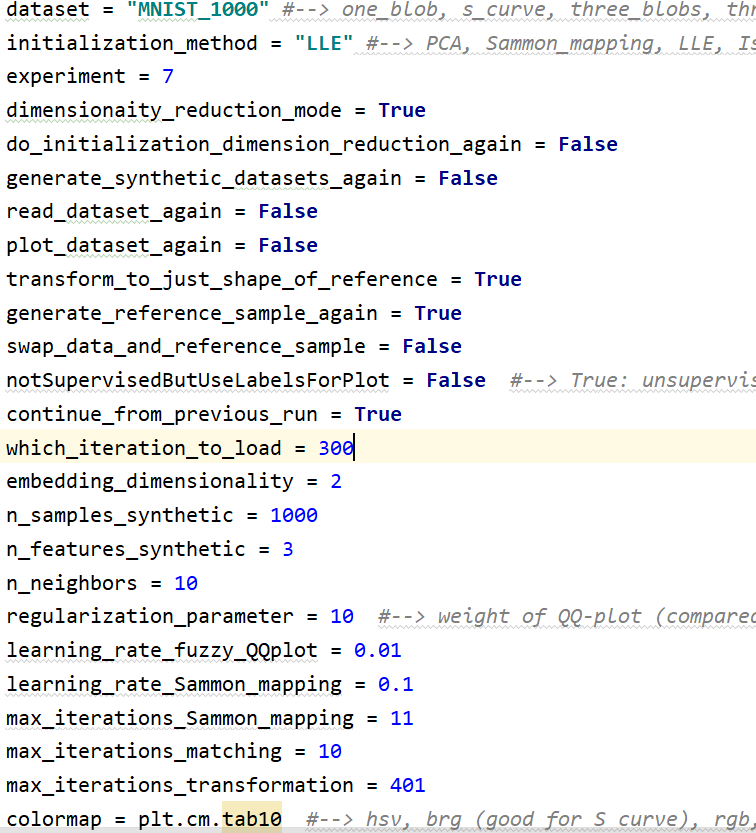 dataset = "MNIST_1000" #--> one_blob, s_curve, three_blobs,
initialization_method = "LLE" #--> PCA, Sammon_mapping, LLE,
experiment = 7
dimensionaity_reduction_mode = True
do_initialization_dimension_reduction_again = False
generate_synthetic_datasets_again = False
read_dataset_again = False
plot_dataset_again = False
transform_to_just_shape_of_reference = True
generate_reference_sample_again = True
swap_data_and_reference_sample = False
notSupervisedButUseLabelsForPlot = False #--> True: unsupervis
continue_from_previous_run = True
which_iteration_to_load = 300
embedding_dimensionality = 2
n_samples_synthetic = 1000
n_features_synthetic = 3
n_neighbors = 10
regularization_parameter = 10 #--> weight of QQ-plot (compared
learning_rate_fuzzy_QQplot = 0.01
learning_rate_Sammon_mapping = 0.1
max_iterations_Sammon_mapping = 11
max_iterations_matching = 10
max_iterations_transformation = 401
colormap = plt.cm.tab10 #--> hsv, brg (good for S curve), rgb,